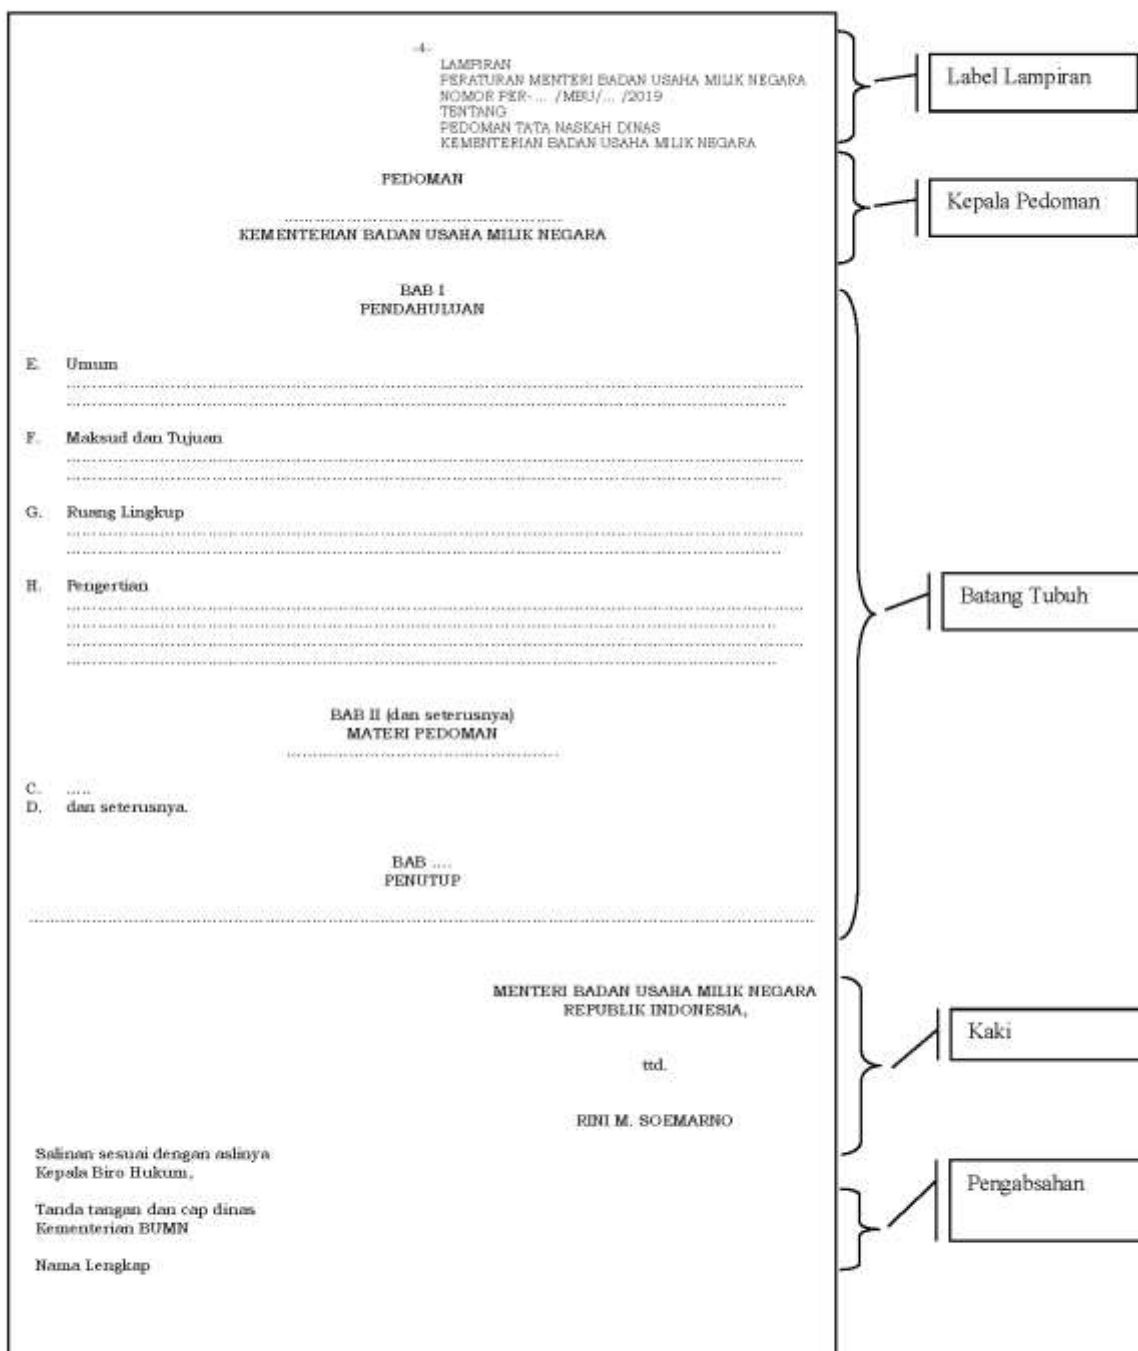 -4-
LAMPIRAN
PERATURAN MENTERI BADAN USAHA MILIK NEGARA
NOMOR PER- ... /MBU/... /2019
TENTANG
PEDOMAN TATA NASKAH DINAS
KEMENTERIAN BADAN USAHA MILIK NEGARA
Label Lampiran
PEDOMAN
..........................................................
KEMENTERIAN BADAN USAHA MILIK NEGARA
Kepala Pedoman
BAB I
PENDAHULUAN
E. Umum
F. Maksud dan Tujuan
G. Ruang Lingkup
H. Pengertian
Batang Tubuh
BAB II (dan seterusnya)
MATERI PEDOMAN
..........................................................
C. .....
D. dan seterusnya.
BAB ....
PENUTUP
MENTERI BADAN USAHA MILIK NEGARA
REPUBLIK INDONESIA,
ttd.
RINI M. SOEMARNO
Kaki
Salinan sesuai dengan aslinya
Kepala Biro Hukum,
Tanda tangan dan cap dinas
Kementerian BUMN
Nama Lengkap
Pengabsahan